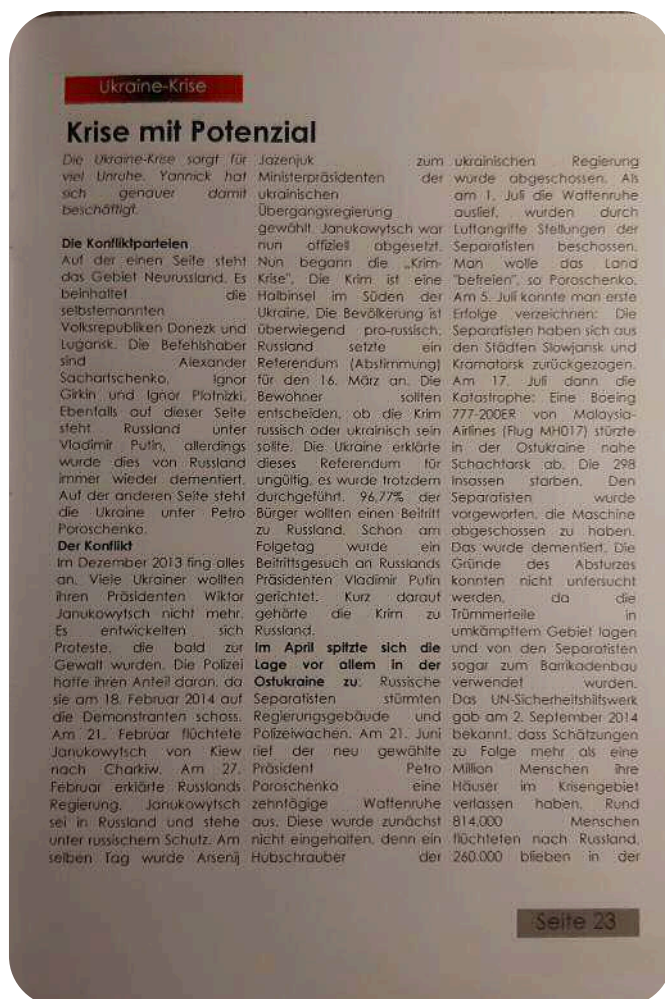 Ukraine-Krise
Krise mit Potenzial
Die Ukraine-Krise sorgt für
viel Unruhe. Yannick hat
sich genauer damit
beschäftigt.
Die Konfliktparteien
Auf der einen Seite steht
das Gebiet Neurussland. Es
beinhaltet die
selbsternannten
Volksrepubliken Donezk und
Lugansk. Die Befehlshaber
sind Alexander
Sachartschenko, Ignor
Girkin und Ignor Plotnizki.
Ebenfalls auf dieser Seite
steht Russland unter
Vladimir Putin, allerdings
wurde dies von Russland
immer wieder dementiert.
Auf der anderen Seite steht
die Ukraine unter Petro
Poroschenko.
Der Konflikt
Im Dezember 2013 fing alles
an. Viele Ukrainer wollten
ihren Präsidenten Wiktor
Janukowytsch nicht mehr.
Es entwickelten sich
Proteste, die bald zur
Gewalt wurden. Die Polizei
hatte ihren Anteil daran, da
sie am 18. Februar 2014 auf
die Demonstranten schoss.
Am 21. Februar flüchtete
Janukowytsch von Kiew
nach Charkiw. Am 27.
Februar erklärte Russlands
Regierung, Janukowytsch
sei in Russland und stehe
unter russischem Schutz. Am
selben Tag wurde Arsenij
Jazenjuk zum
Ministerpräsidenten der
ukrainischen
Übergangsregierung
gewählt. Janukowytsch war
nun offiziell abgesetzt.
Nun begann die „Krim-
Krise". Die Krim ist eine
Halbinsel im Süden der
Ukraine. Die Bevölkerung ist
überwiegend pro-russisch.
Russland setzte ein
Referendum (Abstimmung)
für den 16. März an. Die
Bewohner sollten
entscheiden, ob die Krim
russisch oder ukrainisch sein
sollte. Die Ukraine erklärte
dieses Referendum für
ungültig, es wurde trotzdem
durchgeführt. 96,77% der
Bürger wollten einen Beitritt
zu Russland. Schon am
Folgetag wurde ein
Beitrittsgesuch an Russlands
Präsidenten Vladimir Putin
gerichtet. Kurz darauf
gehörte die Krim zu
Russland.
Im April spitzte sich die
Lage vor allem in der
Ostukraine zu: Russische
Separatisten stürmten
Regierungsgebäude und
Polizeiwachen. Am 21. Juni
rief der neu gewählte
Präsident Petro
Poroschenko eine
zehntägige Waffenruhe
aus. Diese wurde zunächst
nicht eingehalten, denn ein
Hubschrauber der
ukrainischen Regierung
wurde abgeschossen. Als
am 1. Juli die Waffenruhe
auslief, wurden durch
Luftangriffe Stellungen der
Separatisten beschossen.
Man wolle das Land
"befreien", so Poroschenko.
Am 5. Juli konnte man erste
Erfolge verzeichnen: Die
Separatisten haben sich aus
den Städten Slowjansk und
Kramatorsk zurückgezogen.
Am 17. Juli dann die
Katastrophe: Eine Boeing
777-200ER von Malaysia-
Airlines (Flug MH017) stürzte
in der Ostukraine nahe
Schachtarsk ab. Die 298
Insassen starben. Den
Separatisten wurde
vorgeworfen, die Maschine
abgeschossen zu haben.
Das wurde dementiert. Die
Gründe des Absturzes
konnten nicht untersucht
werden, da die
Trümmerteile in
umkämpftem Gebiet lagen
und von den Separatisten
sogar zum Barrikadenbau
verwendet wurden.
Das UN-Sicherheitshilfswerk
gab am 2. September 2014
bekannt, dass Schätzungen
zu Folge mehr als eine
Million Menschen ihre
Häuser im Krisengebiet
verlassen haben. Rund
814.000 Menschen
flüchteten nach Russland,
260.000 blieben in der
Seite 23